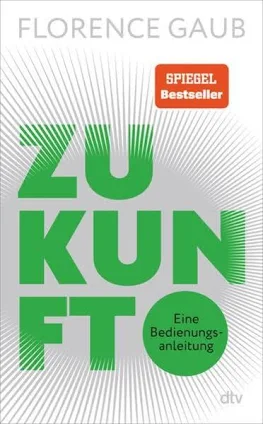 FLORENCE GAUB
SPIEGEL
Bestseller
ZU
KUN
FT
Eine
Bedienungs-
anleitung
dtv